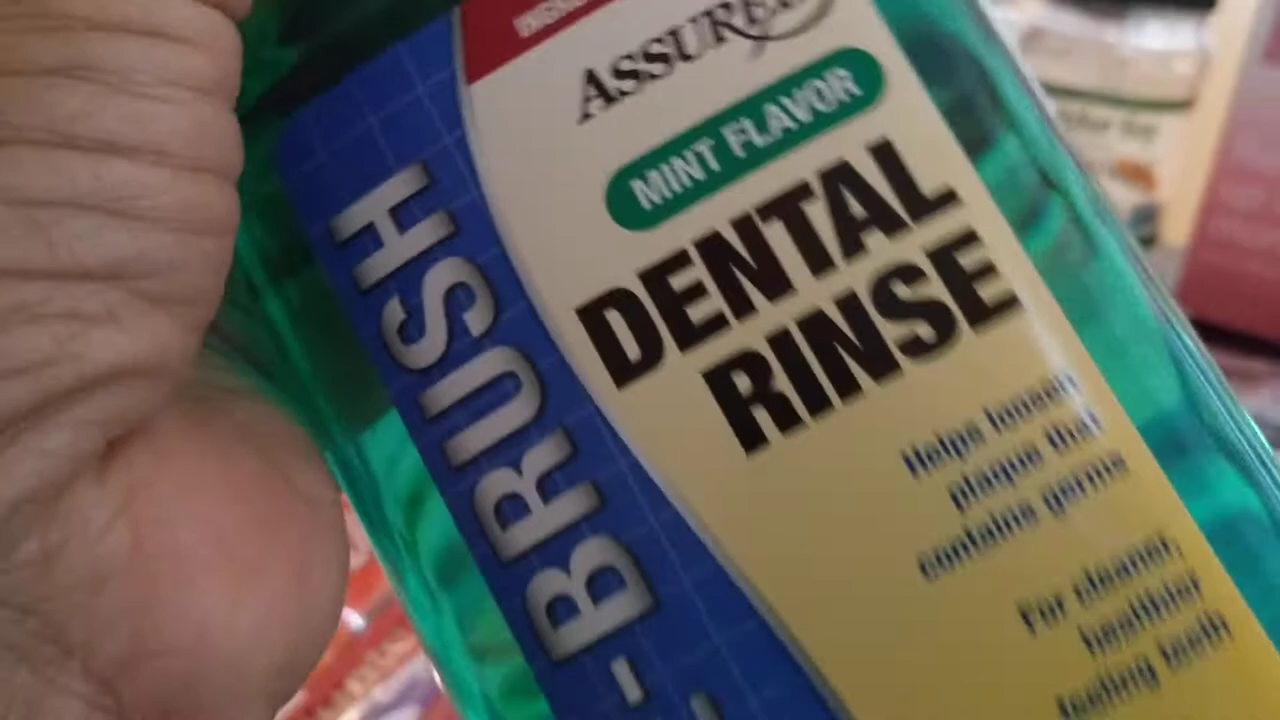 ASSURED
MINT FLAVOR
DENTAL
RINSE
Helps loosen
plaque that
contains germs
For cleaner,
healthier
feeling teeth
-BRUSH